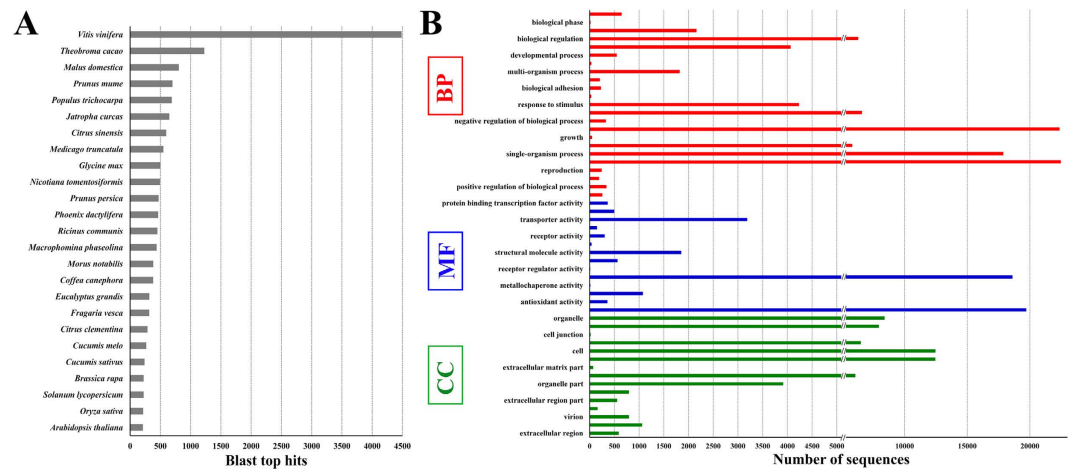 A
Vitis vinifera
Theobroma cacao
Malus domestica
Prunus mume
Populus trichocarpa
Jatropha curcas
Citrus sinensis
Medicago truncatula
Glycine max
Nicotiana tomentosiformis
Prunus persica
Phoenix dactylifera
Ricinus communis
Macrophomina phaseolina
Morus notabilis
Coffea canephora
Eucalyptus grandis
Fragaria vesca
Citrus clementina
Cucumis melo
Cucumis sativus
Brassica rapa
Solanum lycopersicum
Oryza sativa
Arabidopsis thaliana
0 500 1000 1500 2000 2500 3000 3500 4000 4500
Blast top hits
B
BP
MF
CC
biological phase
biological regulation
developmental process
multi-organism process
biological adhesion
response to stimulus
negative regulation of biological process
growth
single-organism process
reproduction
positive regulation of biological process
protein binding transcription factor activity
transporter activity
receptor activity
structural molecule activity
receptor regulator activity
metallochaperone activity
antioxidant activity
organelle
cell junction
cell
extracellular matrix part
organelle part
extracellular region part
virion
extracellular region
0 500 1000 1500 2000 2500 3000 3500 4000 4500 5000 10000 15000 20000
Number of sequences